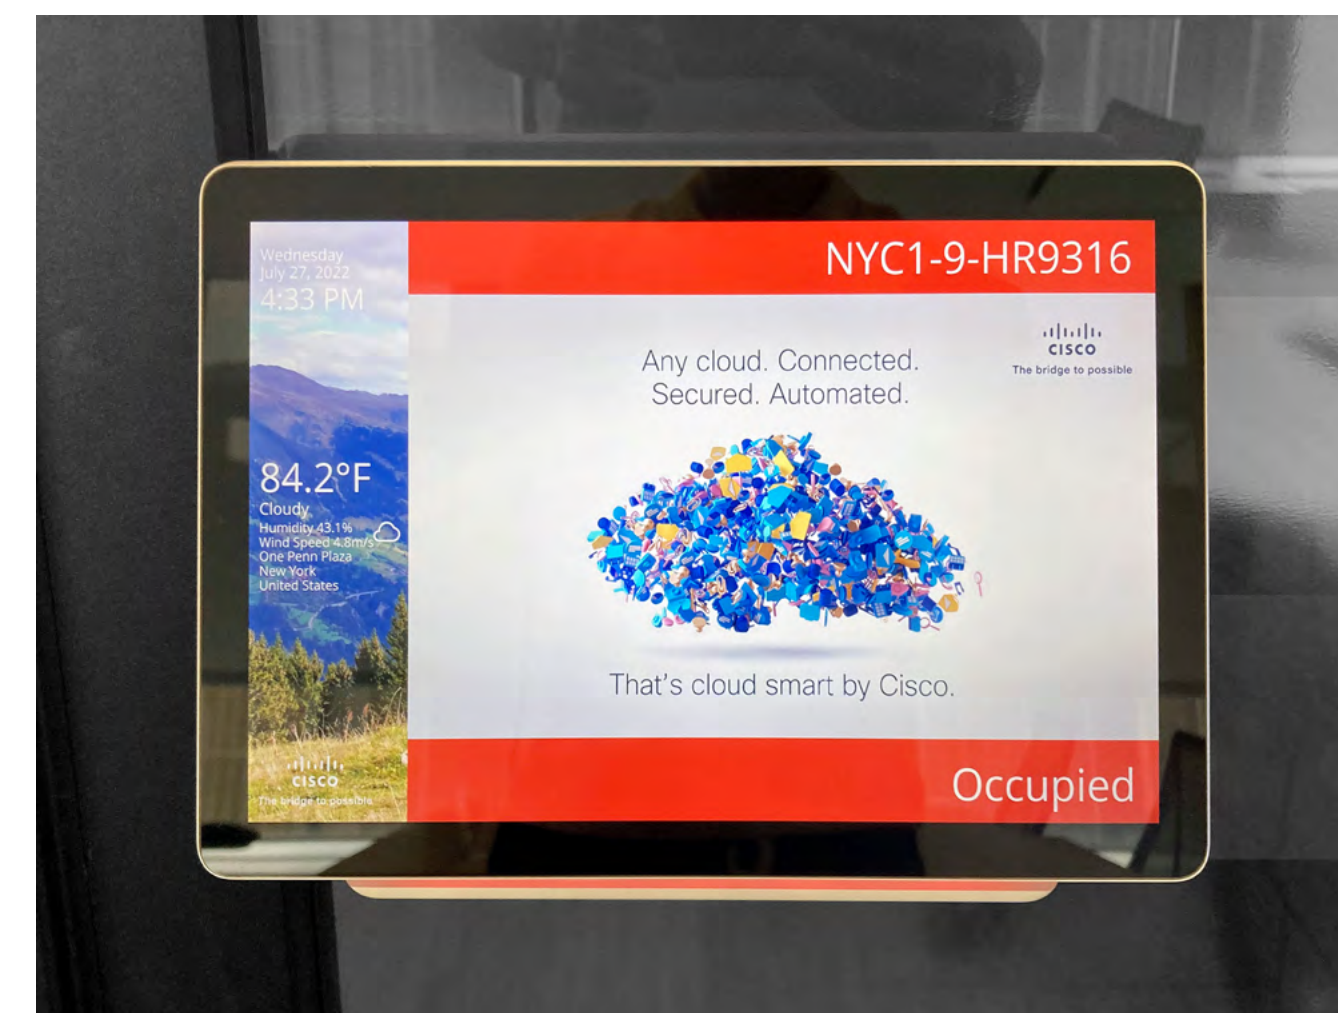 Wednesday
July 27, 2022
4:33 PM
84.2°F
Cloudy
Humidity 43.1%
Wind Speed 4.8m/s
One Penn Plaza
New York
United States
CISCO
The bridge to possible
NYC1-9-HR9316
CISCO
The bridge to possible
Any cloud. Connected.
Secured. Automated.
That's cloud smart by Cisco.
Occupied